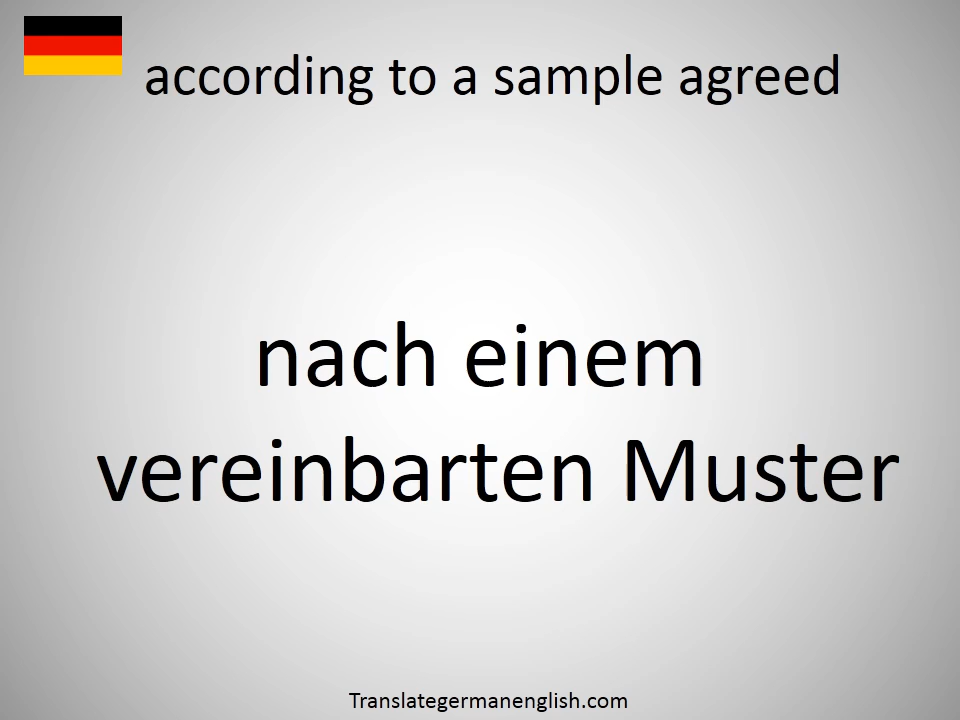 according to a sample agreed
nach einem
vereinbarten Muster
Translategermanenglish.com